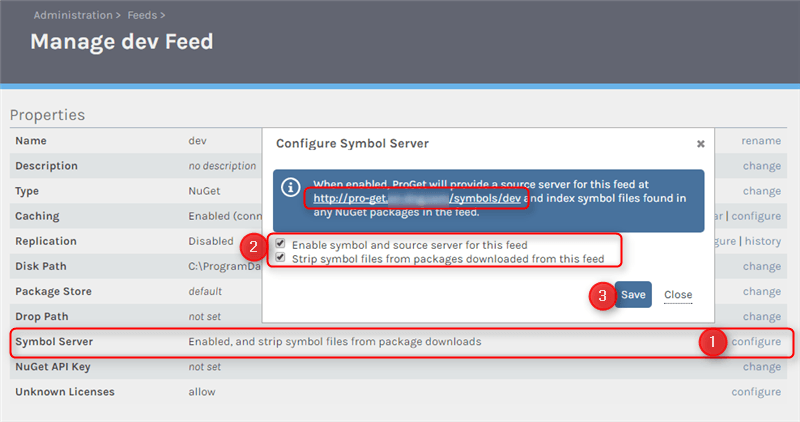 Administration > Feeds >
Manage dev Feed
Properties
Name dev rename
Description no description change
Type NuGet change
Caching Enabled (conn r | configure
Replication Disabled ure | history
Disk Path C:\ProgramDa change
Package Store default change
Drop Path not set change
Symbol Server Enabled, and strip symbol files from package downloads 1 configure
NuGet API Key not set change
Unknown Licenses allow configure
Configure Symbol Server ×
When enabled, ProGet will provide a source server for this feed at
http://pro-get. /symbols/dev and index symbol files found in
any NuGet packages in the feed.
2 Enable symbol and source server for this feed
Strip symbol files from packages downloaded from this feed
3 Save Close